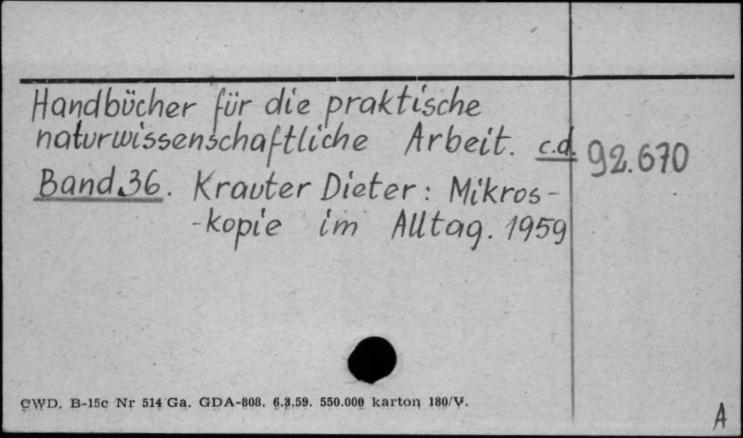 Handbücher für die praktische
naturwissenschaftliche Arbeit. c.d. 92.670
Band 36. Krauter Dieter: Mikros-
-kopie im Alltag. 1959
CWD. B-15c Nr 514 Ga. GDA-808. 6.3.59. 550.000 karton 180/V.
A